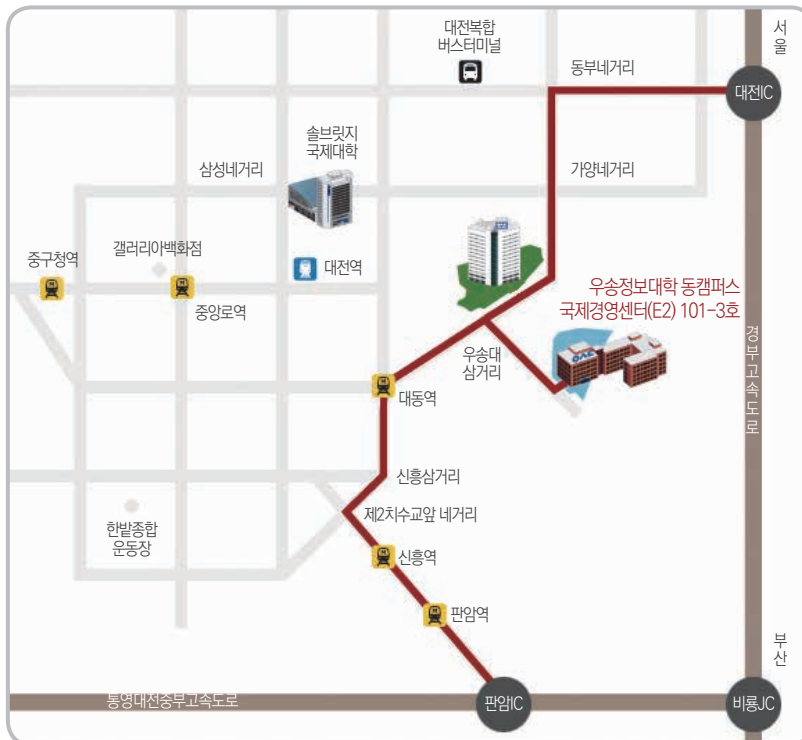 서울
대전복합
버스터미널
동부네거리
대전IC
솔브릿지
국제대학
삼성네거리
가양네거리
갤러리아백화점
중구청역
대전역
중앙로역
우송정보대학 동캠퍼스
국제경영센터(E2) 101-3호
우송대
삼거리
경부고속도로
대동역
신흥삼거리
제2치수교앞 네거리
한밭종합
운동장
신흥역
판암역
부산
통영대전중부고속도로
판암IC
비룡JC